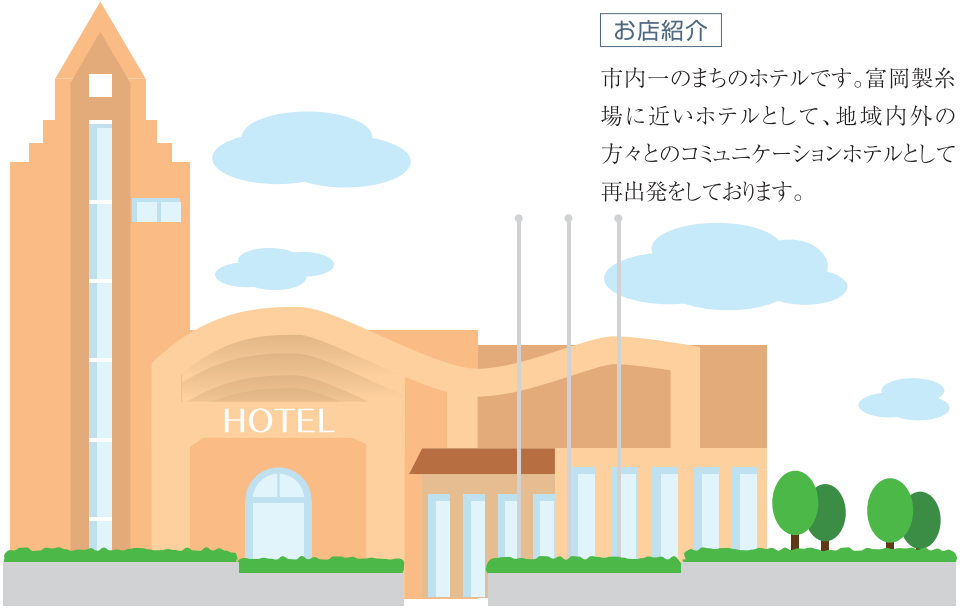 お店紹介
市内一のまちのホテルです。富岡製糸
場に近いホテルとして、地域内外の
方々とのコミュニケーションホテルとして
再出発をしております。
HOTEL